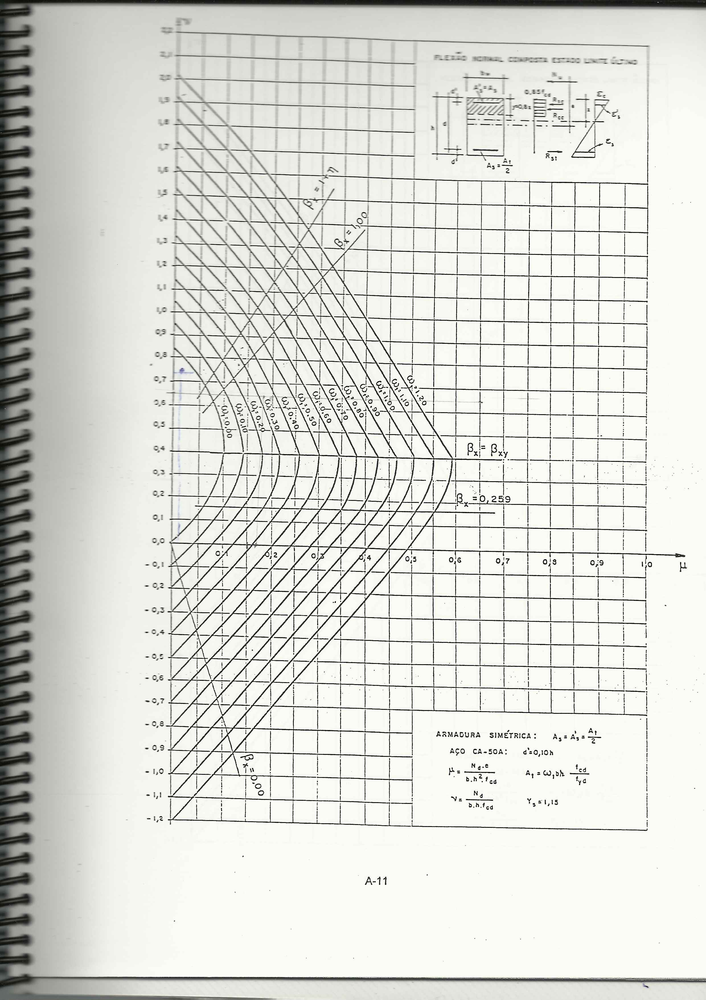 ν
2,2
2,1
2,0
1,9
1,8
1,7
1,6
1,5
1,4
1,3
1,2
1,1
1,0
0,9
0,8
0,7
0,6
0,5
0,4
0,3
0,2
0,1
0,0
- 0,1
- 0,2
- 0,3
- 0,4
- 0,5
- 0,6
- 0,7
- 0,8
- 0,9
- 1,0
- 1,1
- 1,2
FLEXÃO NORMAL COMPOSTA ESTADO LIMITE ÚLTIMO
bw
Nu
d'
A's=As
0,85fcd
Rsc
εc
y=0,8x
Rcc
ε's
h
d
e
x
εs
Rst
d'
As = At/2
βx = 1+η
βx = 1,00
ω1=0.00
ω1=0.10
ω1=0.20
ω1=0.30
ω1=0.40
ω1=0.50
ω1=0.60
ω1=0.70
ω1=0.80
ω1=0.90
ω1=1.00
ω1=1.10
ω1=1.20
βx = βxy
βx = 0,259
0,1 0,2 0,3 0,4 0,5 0,6 0,7 0,8 0,9 1,0
μ
βx = 0,00
ARMADURA SIMÉTRICA: As = A's = At/2
AÇO CA-50A: d'=0,10h
μ = Nd.e / b.h².fcd A1 = ω1bh fcd/fyd
ν = Nd / b.h.fcd γs = 1,15
A-11